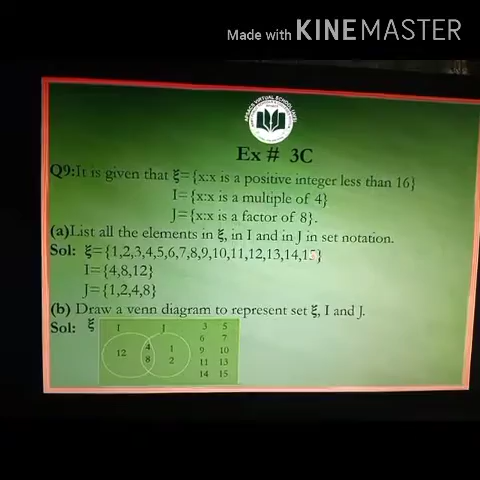 Made with KINEMASTER
APSACS VIRTUAL SCHOOL
Ex # 3C
Q9:It is given that ξ={x:x is a positive integer less than 16}
I={x:x is a multiple of 4}
J={x:x is a factor of 8}.
(a)List all the elements in ξ, in I and in J in set notation.
Sol: ξ={1,2,3,4,5,6,7,8,9,10,11,12,13,14,15}
I={4,8,12}
J={1,2,4,8}
(b) Draw a venn diagram to represent set ξ, I and J.
Sol: ξ I J 3 5
6 7
12 4 1 9 10
8 2 11 13
14 15